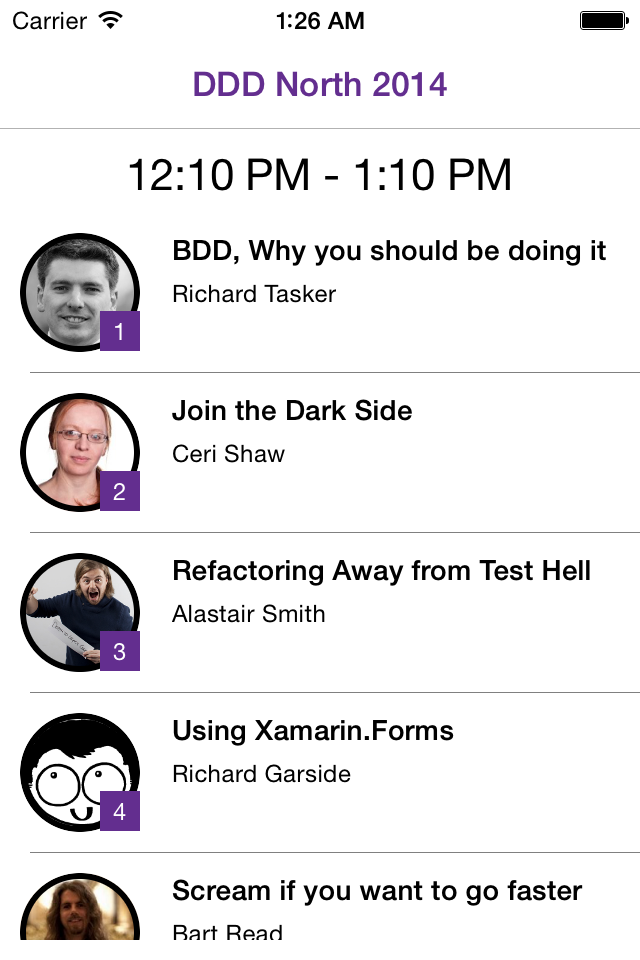 Carrier 1:26 AM
DDD North 2014
12:10 PM - 1:10 PM
BDD, Why you should be doing it
Richard Tasker
1
Join the Dark Side
Ceri Shaw
2
Refactoring Away from Test Hell
Alastair Smith
3
Using Xamarin.Forms
Richard Garside
4
Scream if you want to go faster
Bart Read